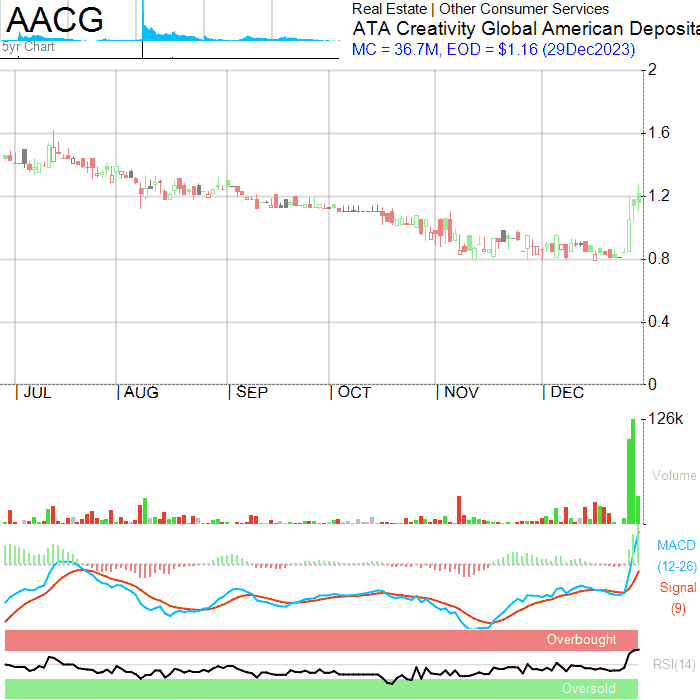 AACG
5yr Chart
Real Estate | Other Consumer Services
ATA Creativity Global American Deposita
MC = 36.7M, EOD = $1.16 (29Dec2023)
2
1.6
1.2
0.8
0.4
0
| JUL | AUG | SEP | OCT | NOV | DEC
126k
Volume
MACD
(12-26)
Signal
(9)
Overbought
RSI(14)
Oversold